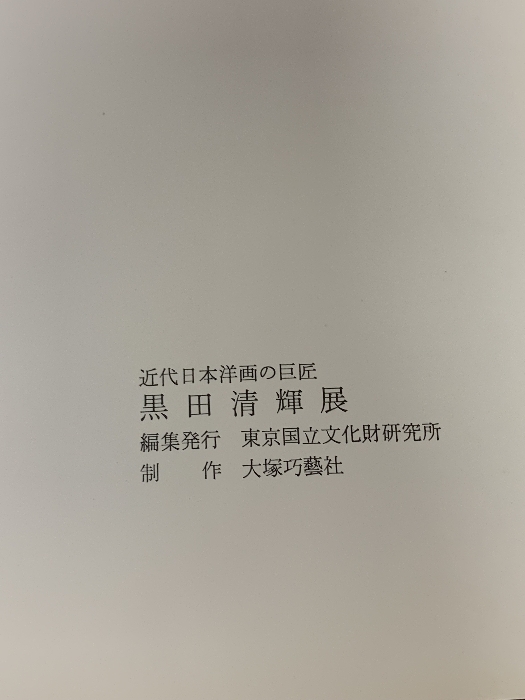 近代日本洋画の巨匠
黒田清輝展
編集発行　東京国立文化財研究所
制　　作　大塚巧藝社